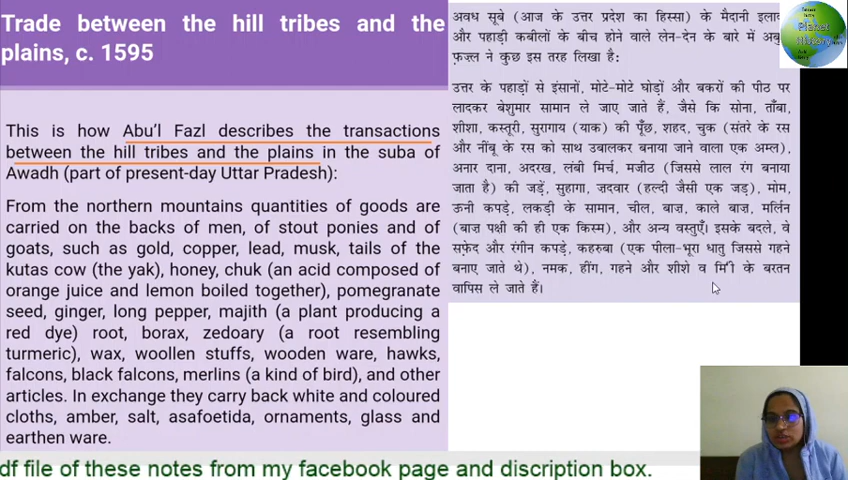 Trade between the hill tribes and the
plains, c. 1595
This is how Abu'l Fazl describes the transactions
between the hill tribes and the plains in the suba of
Awadh (part of present-day Uttar Pradesh):
From the northern mountains quantities of goods are
carried on the backs of men, of stout ponies and of
goats, such as gold, copper, lead, musk, tails of the
kutas cow (the yak), honey, chuk (an acid composed of
orange juice and lemon boiled together), pomegranate
seed, ginger, long pepper, majith (a plant producing a
red dye) root, borax, zedoary (a root resembling
turmeric), wax, woollen stuffs, wooden ware, hawks,
falcons, black falcons, merlins (a kind of bird), and other
articles. In exchange they carry back white and coloured
cloths, amber, salt, asafoetida, ornaments, glass and
earthen ware.
अवध सूबे (आज के उत्तर प्रदेश का हिस्सा) के मैदानी
और पहाड़ी कबीलों के बीच होने वाले लेन-देन के बारे में
फ़ज़्ल ने कुछ इस तरह लिखा है:
उत्तर के पहाड़ों से इंसानों, मोटे-मोटे घोड़ों और बकरों की पीठ पर
लादकर बेशुमार सामान ले जाए जाते हैं, जैसे कि सोना, ताँबा,
शीशा, कस्तूरी, सुरागाय (याक) की पूँछ, शहद, चुक (संतरे के रस
और नींबू के रस को साथ उबालकर बनाया जाने वाला एक अम्ल),
अनार दाना, अदरख, लंबी मिर्च, मजीठ (जिससे लाल रंग बनाया
जाता है) की जड़ें, सुहागा, ज़दवार (हल्दी जैसी एक जड़), मोम,
ऊनी कपड़े, लकड़ी के सामान, चील, बाज़, काले बाज़, मर्लिन
(बाज़ पक्षी की ही एक किस्म), और अन्य वस्तुएँ। इसके बदले, वे
सफ़ेद और रंगीन कपड़े, कहरुबा (एक पीला-भूरा धातु जिससे गहने
बनाए जाते थे), नमक, हींग, गहने और शीशे व के बरतन
वापिस ले जाते हैं।
Planet
History
df file of these notes from my facebook page and discription box.